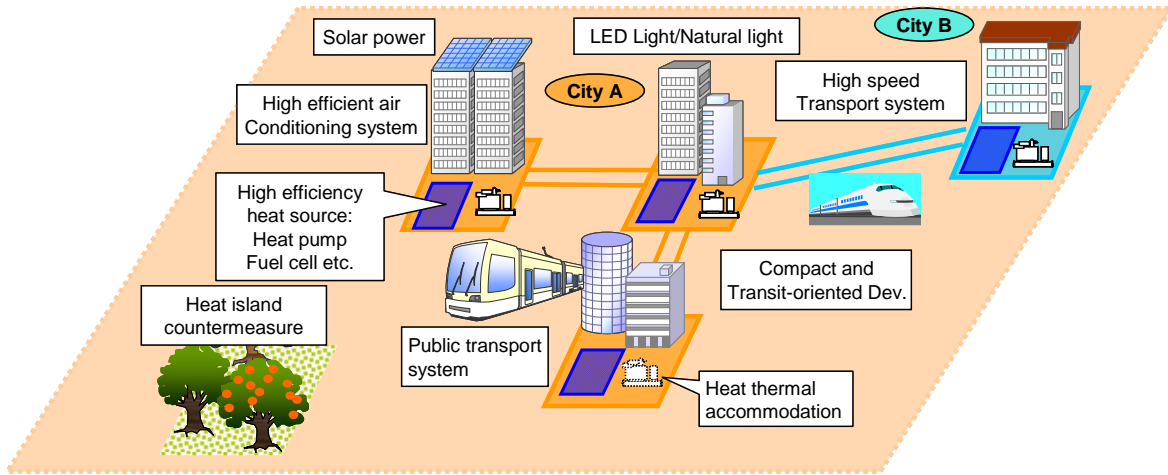 Solar power
LED Light/Natural light
City B
High efficient air
Conditioning system
City A
High speed
Transport system
High efficiency
heat source:
Heat pump
Fuel cell etc.
Compact and
Transit-oriented Dev.
Heat island
countermeasure
Public transport
system
Heat thermal
accommodation